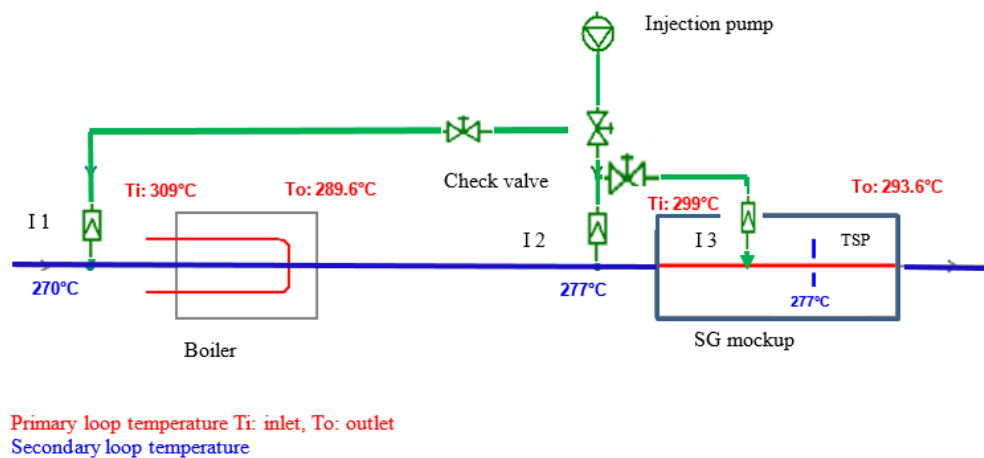 Injection pump
Check valve
Ti: 309°C
To: 289.6°C
Ti: 299°C
To: 293.6°C
I 1
I 2
I 3
TSP
270°C
277°C
277°C
Boiler
SG mockup
Primary loop temperature Ti: inlet, To: outlet
Secondary loop temperature